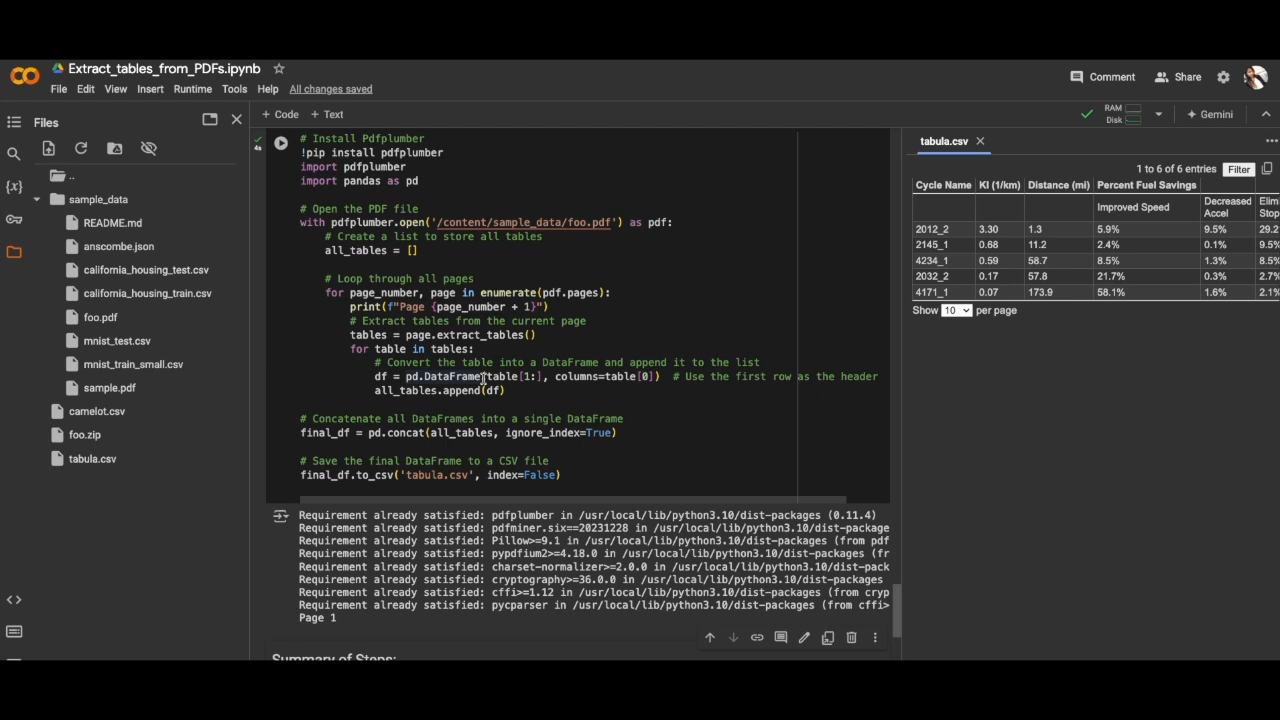 Extract_tables_from_PDFs.ipynb
File Edit View Insert Runtime Tools Help All changes saved
Comment Share
Files
+ Code + Text
RAM
Disk
Gemini
..
sample_data
README.md
anscombe.json
california_housing_test.csv
california_housing_train.csv
foo.pdf
mnist_test.csv
mnist_train_small.csv
sample.pdf
camelot.csv
foo.zip
tabula.csv
4s
# Install Pdfplumber
!pip install pdfplumber
import pdfplumber
import pandas as pd
# Open the PDF file
with pdfplumber.open('/content/sample_data/foo.pdf') as pdf:
# Create a list to store all tables
all_tables = []
# Loop through all pages
for page_number, page in enumerate(pdf.pages):
print(f"Page {page_number + 1}")
# Extract tables from the current page
tables = page.extract_tables()
for table in tables:
# Convert the table into a DataFrame and append it to the list
df = pd.DataFrame(table[1:], columns=table[0]) # Use the first row as the header
all_tables.append(df)
# Concatenate all DataFrames into a single DataFrame
final_df = pd.concat(all_tables, ignore_index=True)
# Save the final DataFrame to a CSV file
final_df.to_csv('tabula.csv', index=False)
Requirement already satisfied: pdfplumber in /usr/local/lib/python3.10/dist-packages (0.11.4)
Requirement already satisfied: pdfminer.six==20231228 in /usr/local/lib/python3.10/dist-package
Requirement already satisfied: Pillow>=9.1 in /usr/local/lib/python3.10/dist-packages (from pdf
Requirement already satisfied: pypdfium2>=4.18.0 in /usr/local/lib/python3.10/dist-packages (fr
Requirement already satisfied: charset-normalizer>=2.0.0 in /usr/local/lib/python3.10/dist-pack
Requirement already satisfied: cryptography>=36.0.0 in /usr/local/lib/python3.10/dist-packages
Requirement already satisfied: cffi>=1.12 in /usr/local/lib/python3.10/dist-packages (from cryp
Requirement already satisfied: pycparser in /usr/local/lib/python3.10/dist-packages (from cffi>
Page 1
Summary of Steps:
tabula.csv
1 to 6 of 6 entries Filter
Cycle Name KI (1/km) Distance (mi) Percent Fuel Savings
Improved Speed Decreased Accel Elim Stop
2012_2 3.30 1.3 5.9% 9.5% 29.2
2145_1 0.68 11.2 2.4% 0.1% 9.5%
4234_1 0.59 58.7 8.5% 1.3% 8.5%
2032_2 0.17 57.8 21.7% 0.3% 2.7%
4171_1 0.07 173.9 58.1% 1.6% 2.1%
Show 10 per page